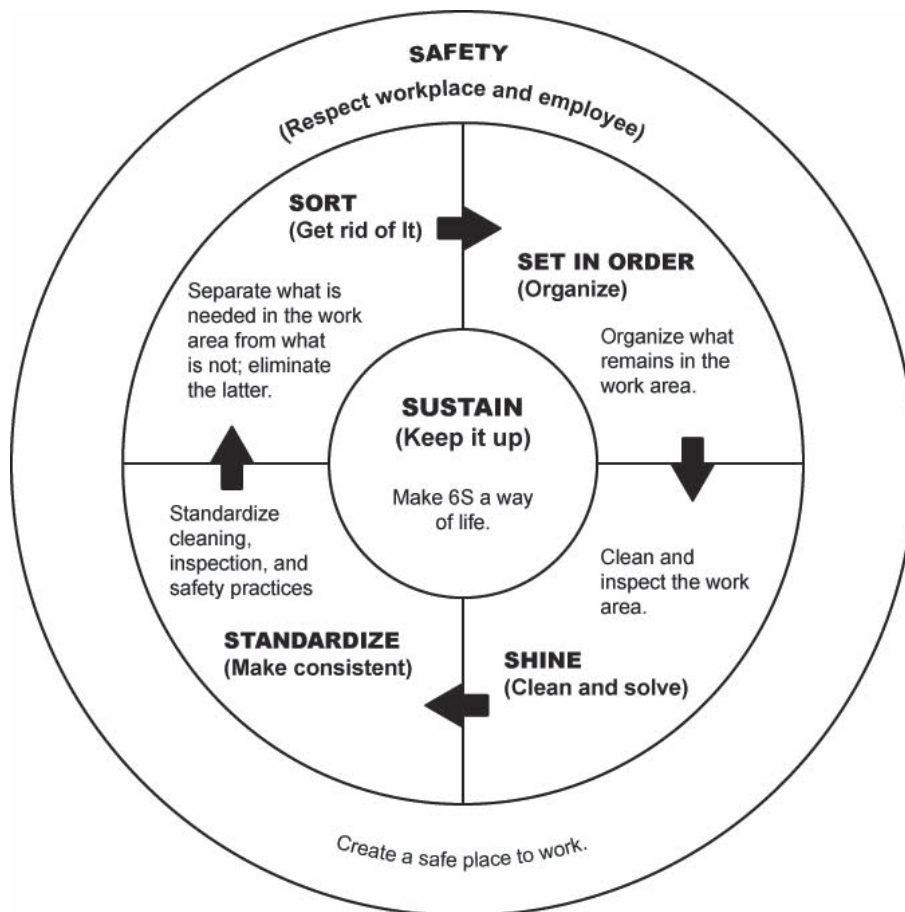 SAFETY
(Respect workplace and employee)
SORT
(Get rid of It)
Separate what is
needed in the work
area from what
is not; eliminate
the latter.
SET IN ORDER
(Organize)
Organize what
remains in the
work area.
SUSTAIN
(Keep it up)
Make 6S a way
of life.
Clean and
inspect the work
area.
SHINE
(Clean and solve)
Standardize
cleaning,
inspection, and
safety practices
STANDARDIZE
(Make consistent)
Create a safe place to work.